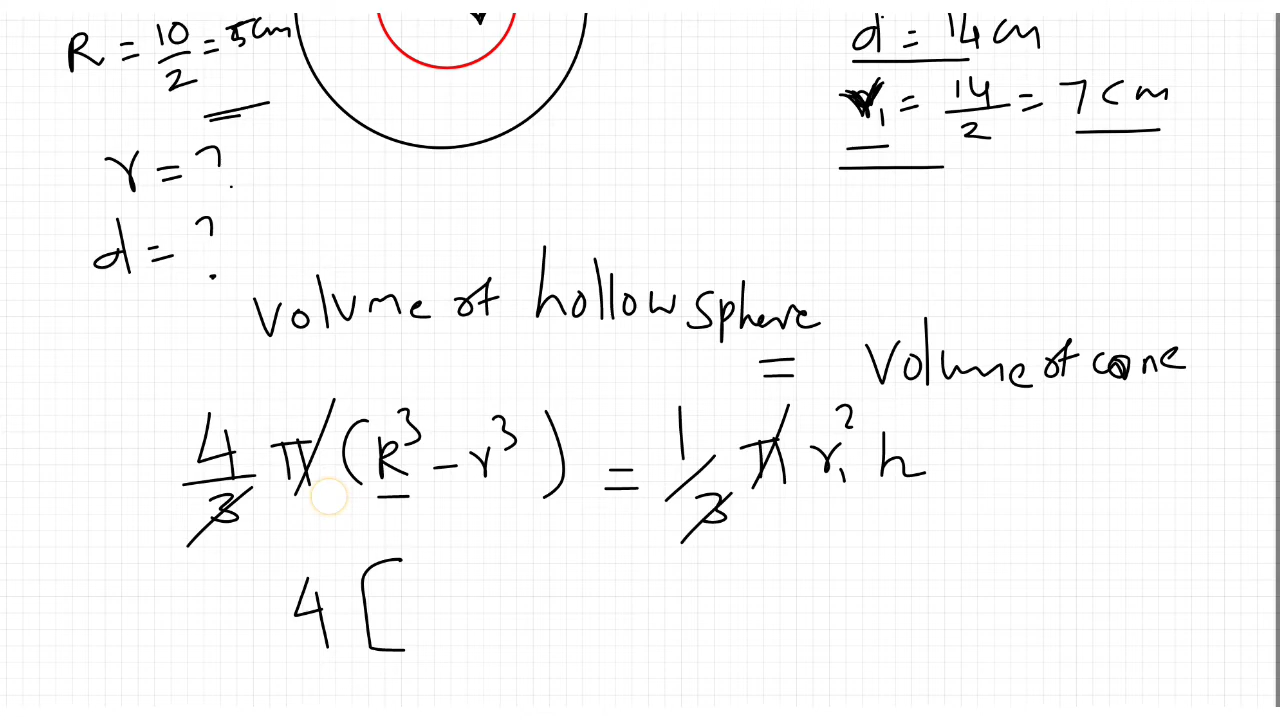 R = 10/2 = 5cm
d = 14 cm
r₁ = 14/2 = 7 cm
r = ?
d = ?
volume of hollow sphere
= volume of cone
4/3 π (R³ - r³) = 1/3 π r₁² h
4 [